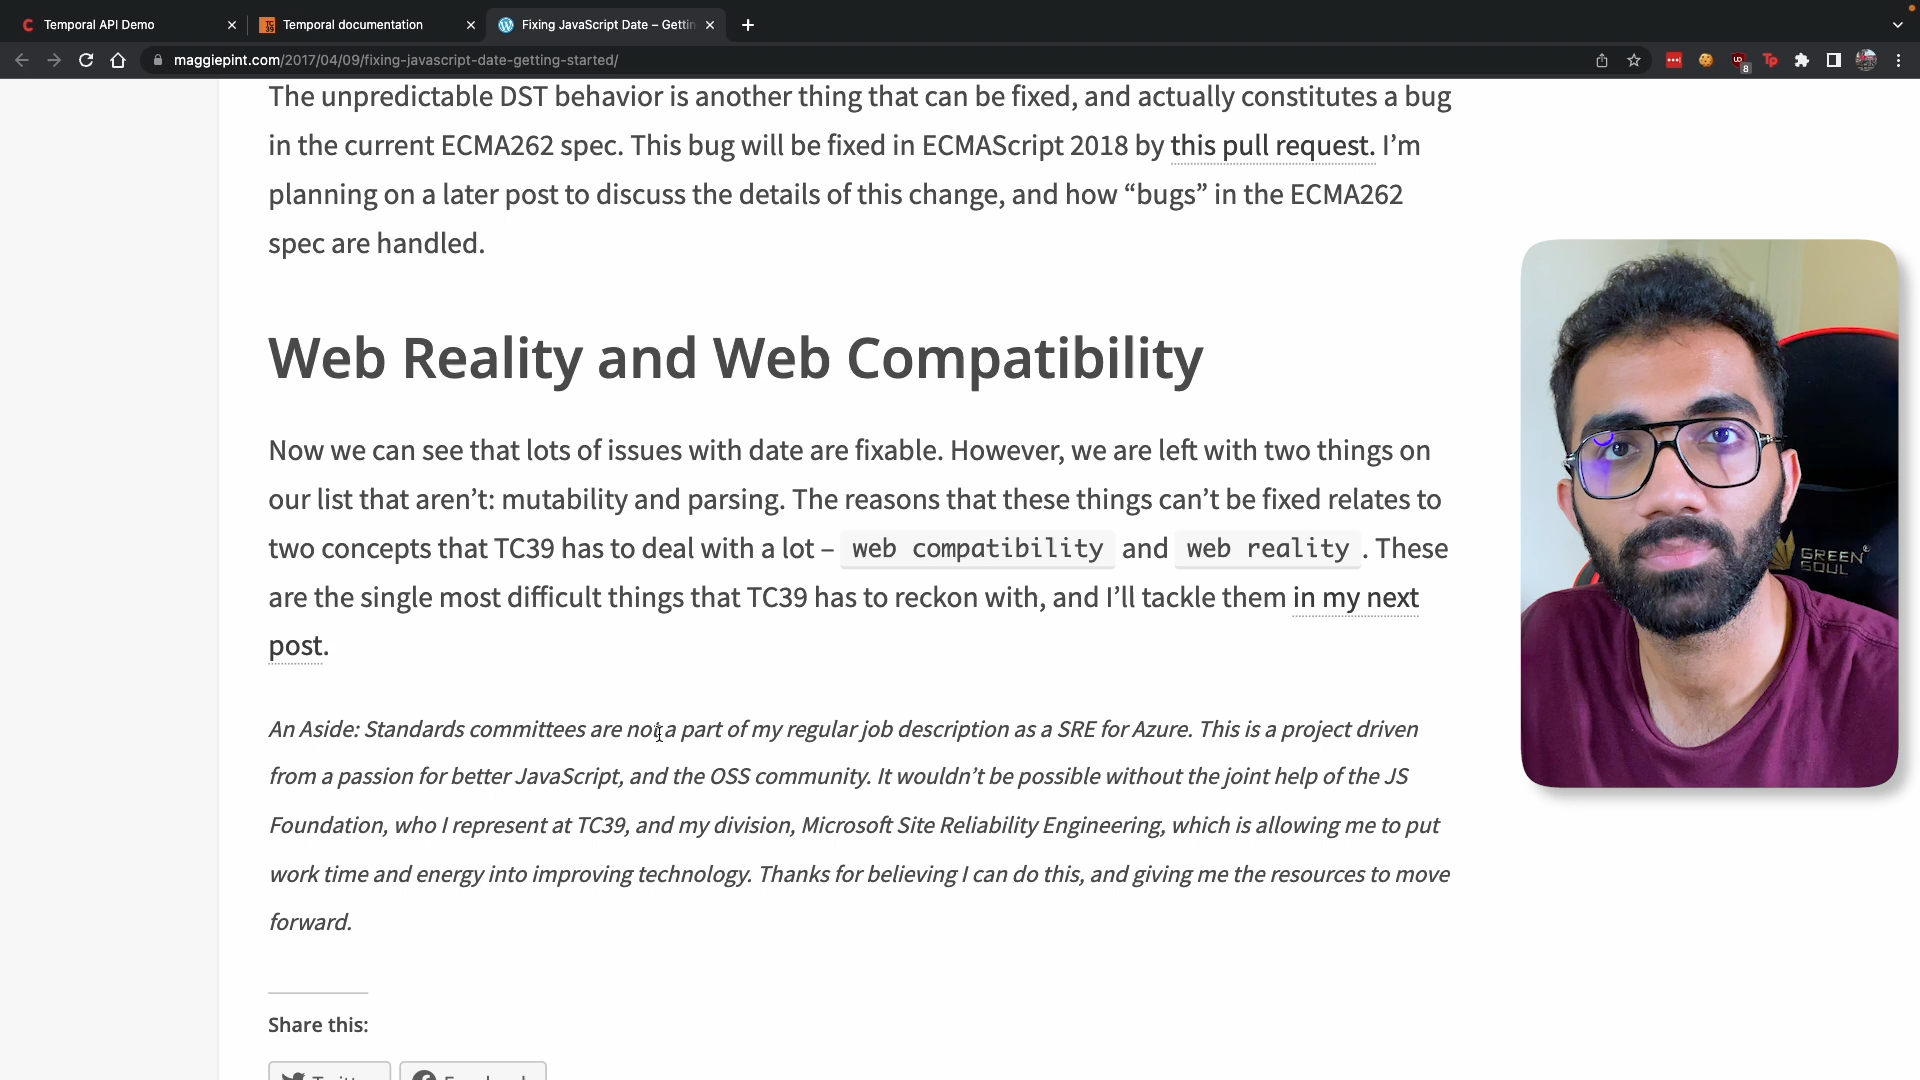 Temporal API Demo
Temporal documentation
Fixing JavaScript Date – Gettin
maggiepint.com/2017/04/09/fixing-javascript-date-getting-started/
8
Tp
The unpredictable DST behavior is another thing that can be fixed, and actually constitutes a bug
in the current ECMA262 spec. This bug will be fixed in ECMAScript 2018 by this pull request. I’m
planning on a later post to discuss the details of this change, and how “bugs” in the ECMA262
spec are handled.
Web Reality and Web Compatibility
Now we can see that lots of issues with date are fixable. However, we are left with two things on
our list that aren’t: mutability and parsing. The reasons that these things can’t be fixed relates to
two concepts that TC39 has to deal with a lot – web compatibility and web reality . These
are the single most difficult things that TC39 has to reckon with, and I’ll tackle them in my next
post.
An Aside: Standards committees are not a part of my regular job description as a SRE for Azure. This is a project driven
from a passion for better JavaScript, and the OSS community. It wouldn’t be possible without the joint help of the JS
Foundation, who I represent at TC39, and my division, Microsoft Site Reliability Engineering, which is allowing me to put
work time and energy into improving technology. Thanks for believing I can do this, and giving me the resources to move
forward.
Share this:
GREEN
SOUL